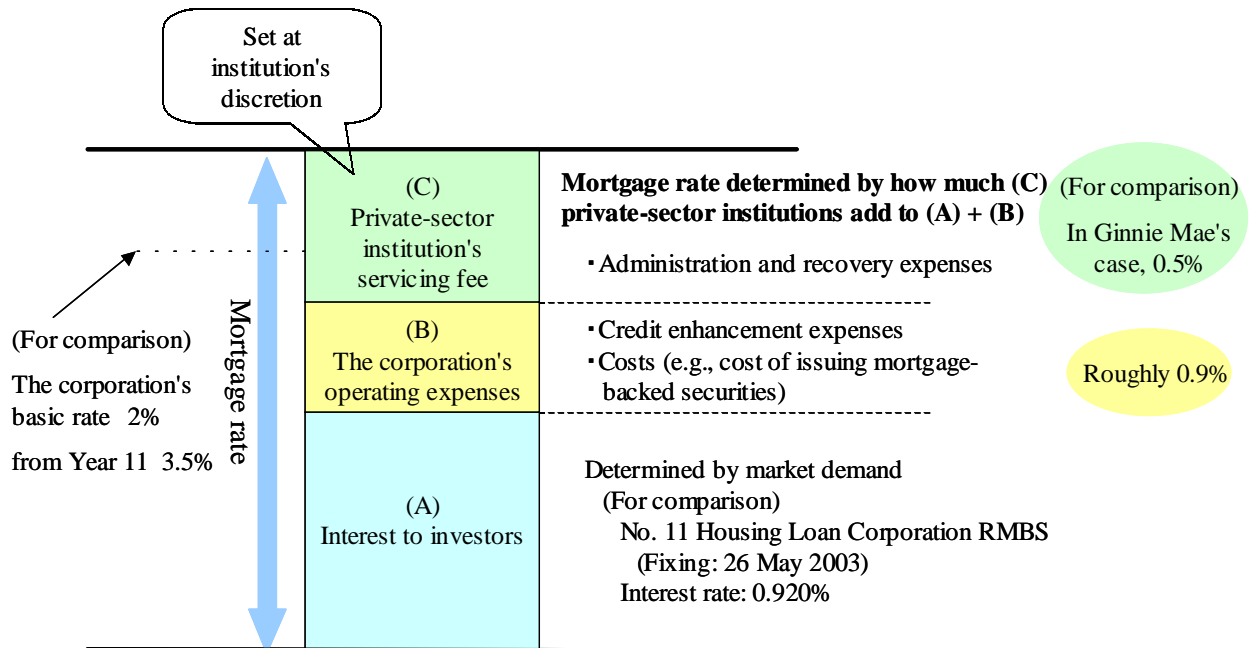 Set at
institution's
discretion
(C)
Private-sector
institution's
servicing fee
Mortgage rate determined by how much (C)
private-sector institutions add to (A) + (B)
・Administration and recovery expenses
(For comparison)
In Ginnie Mae's
case, 0.5%
Mortgage rate
(For comparison)
The corporation's
basic rate 2%
from Year 11 3.5%
(B)
The corporation's
operating expenses
・Credit enhancement expenses
・Costs (e.g., cost of issuing mortgage-
backed securities)
Roughly 0.9%
(A)
Interest to investors
Determined by market demand
(For comparison)
No. 11 Housing Loan Corporation RMBS
(Fixing: 26 May 2003)
Interest rate: 0.920%